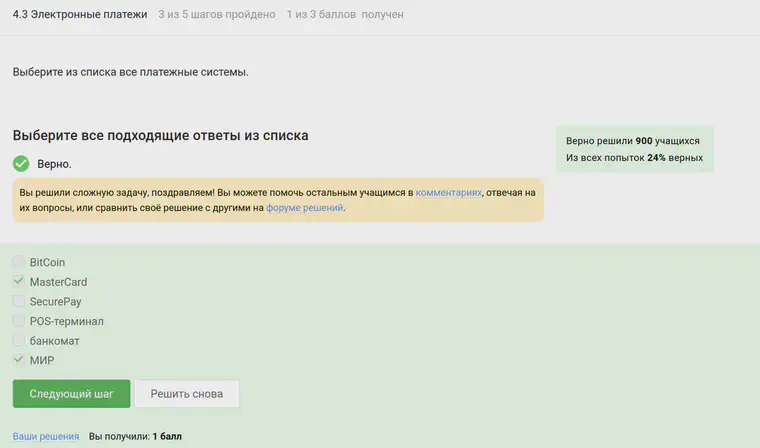 4.3 Электронные платежи 3 из 5 шагов пройдено 1 из 3 баллов получен
Выберите из списка все платежные системы.
Выберите все подходящие ответы из списка
Верно решили 900 учащихся
Из всех попыток 24% верных
Верно.
Вы решили сложную задачу, поздравляем! Вы можете помочь остальным учащимся в комментариях, отвечая на
их вопросы, или сравнить своё решение с другими на форуме решений.
BitCoin
MasterCard
SecurePay
POS-терминал
банкомат
МИР
Следующий шаг Решить снова
Ваши решения Вы получили: 1 балл